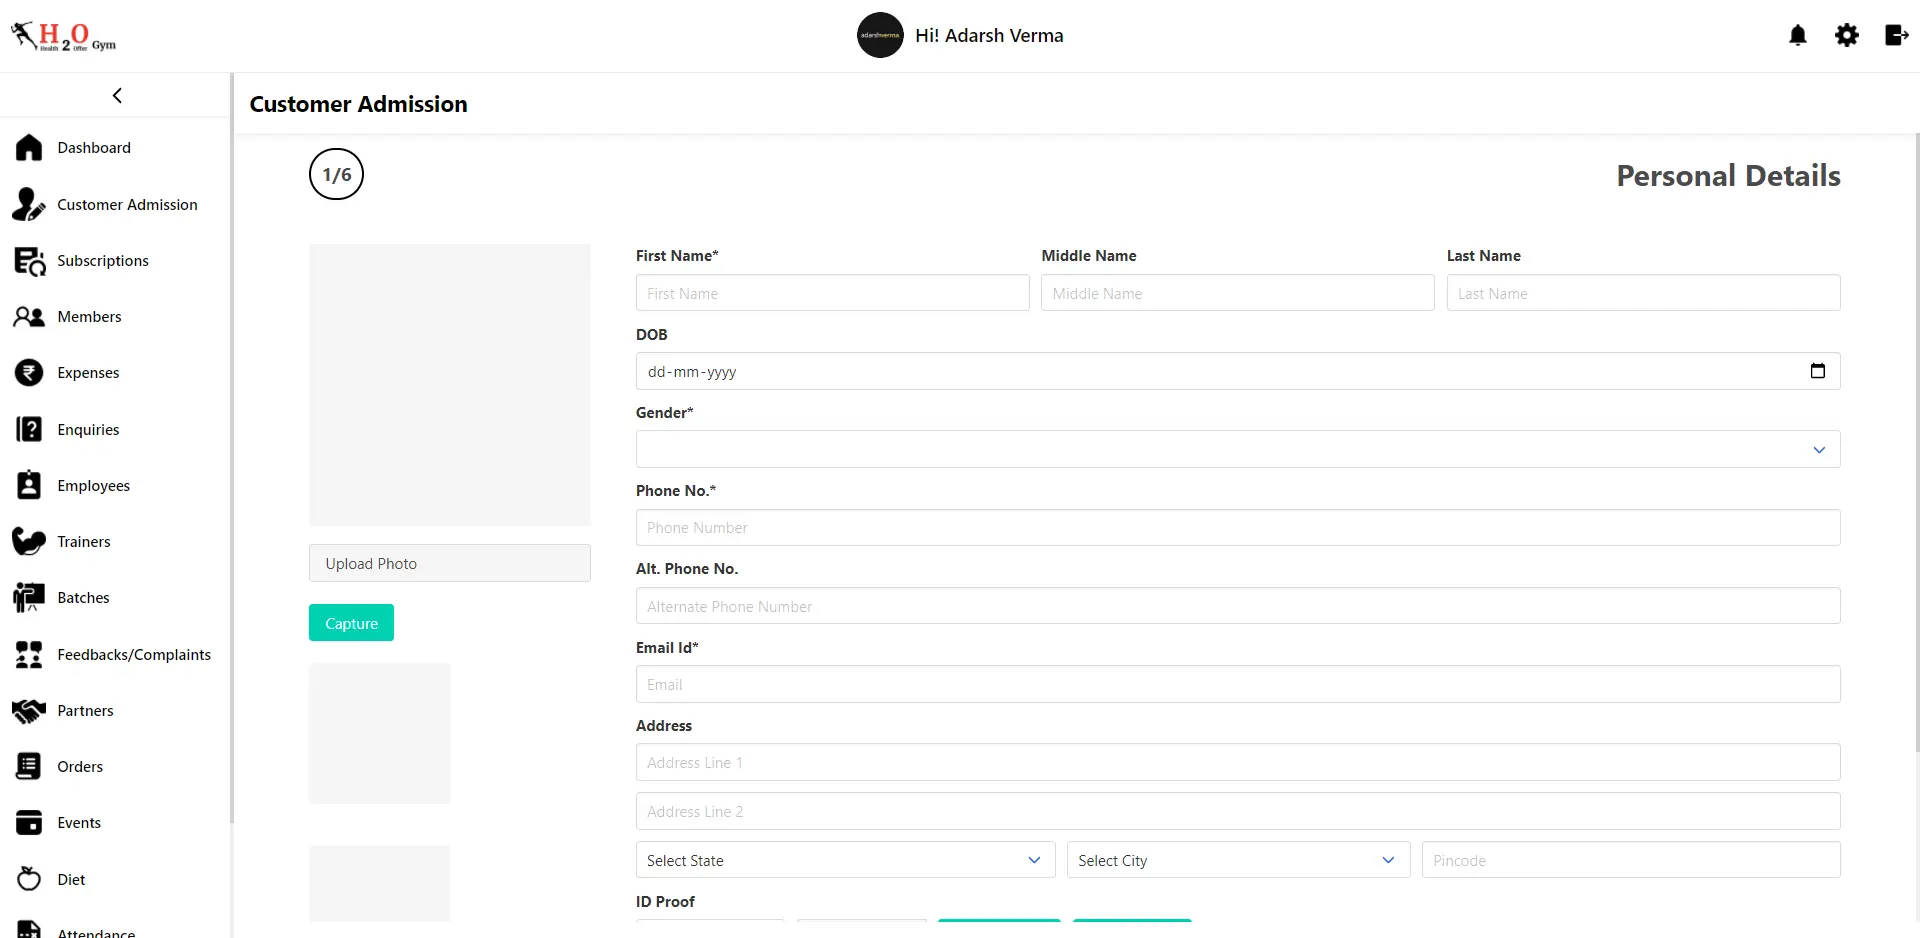 H2O
Health Offer Gym
adarshverma
Hi! Adarsh Verma
Customer Admission
Dashboard
Customer Admission
Subscriptions
Members
Expenses
Enquiries
Employees
Trainers
Batches
Feedbacks/Complaints
Partners
Orders
Events
Diet
Attendance
1/6
Personal Details
Upload Photo
Capture
First Name* Middle Name Last Name
First Name Middle Name Last Name
DOB
dd-mm-yyyy
Gender*
Phone No.*
Phone Number
Alt. Phone No.
Alternate Phone Number
Email Id*
Email
Address
Address Line 1
Address Line 2
Select State Select City Pincode
ID Proof